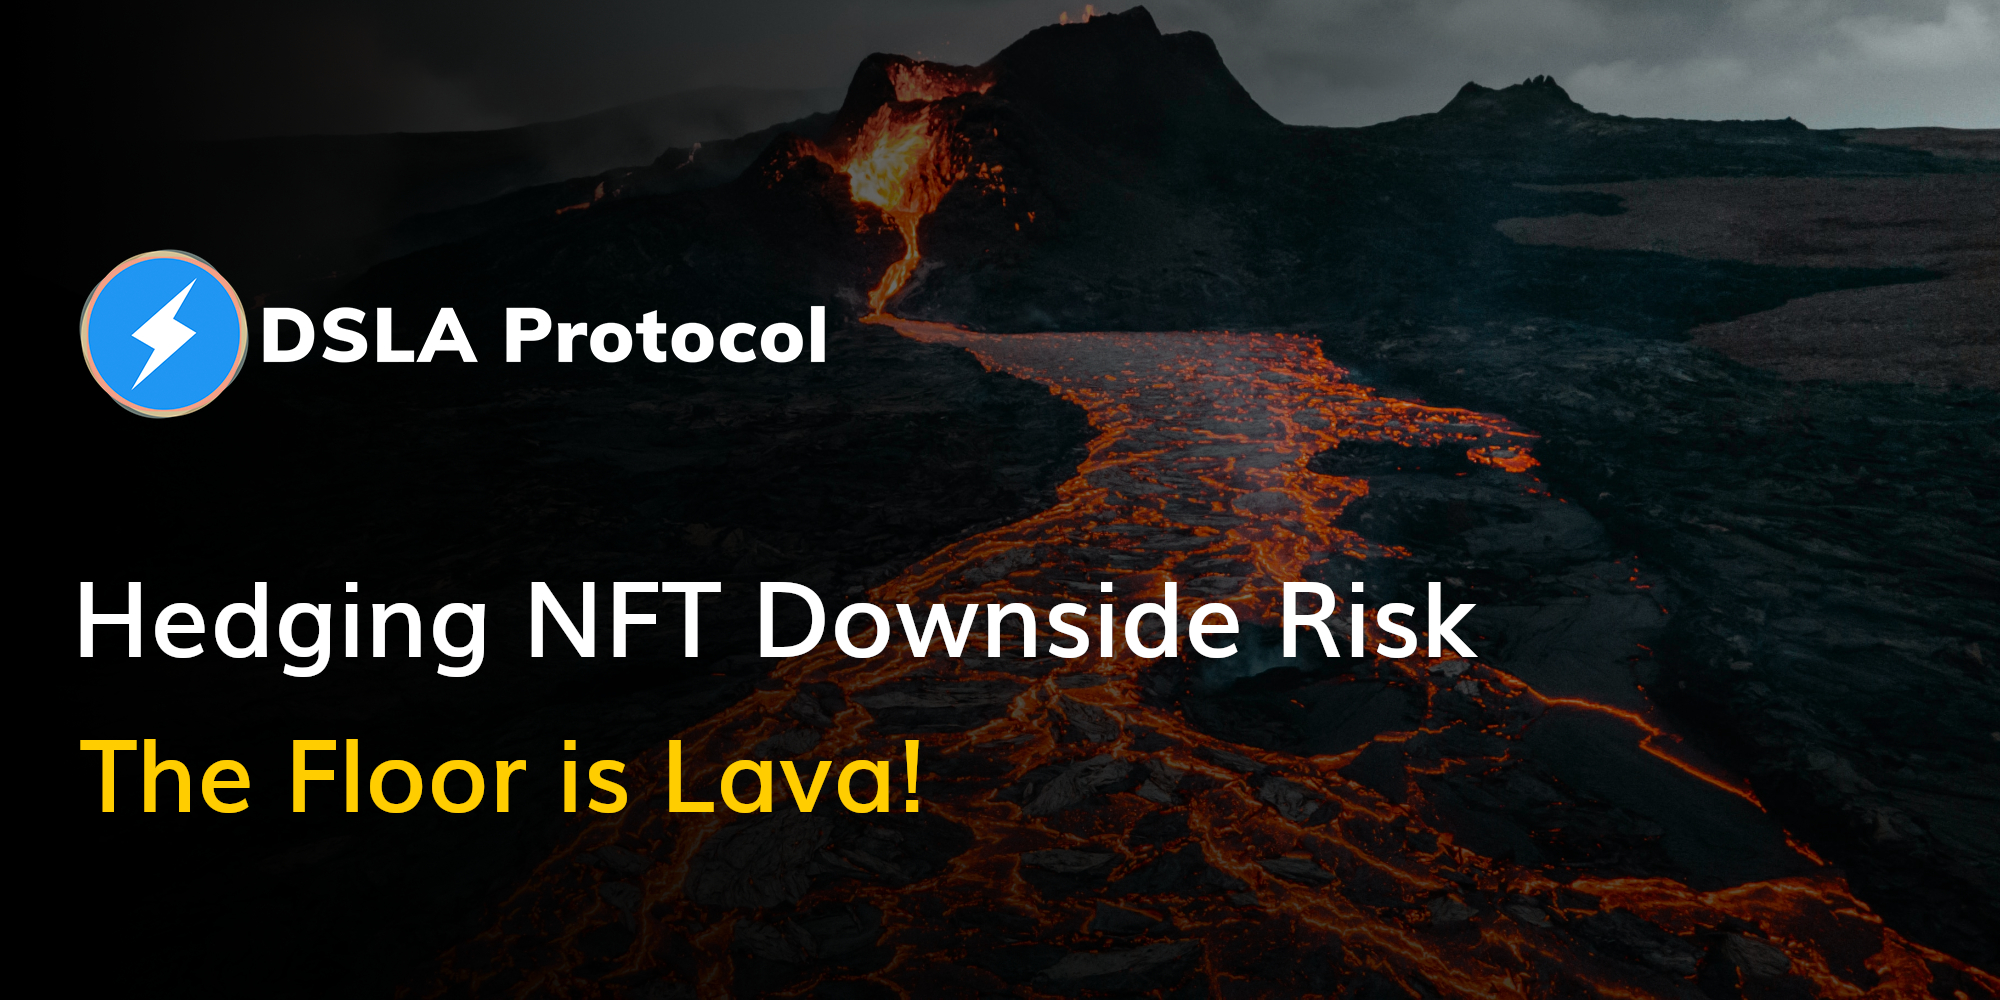 DSLA Protocol
Hedging NFT Downside Risk
The Floor is Lava!